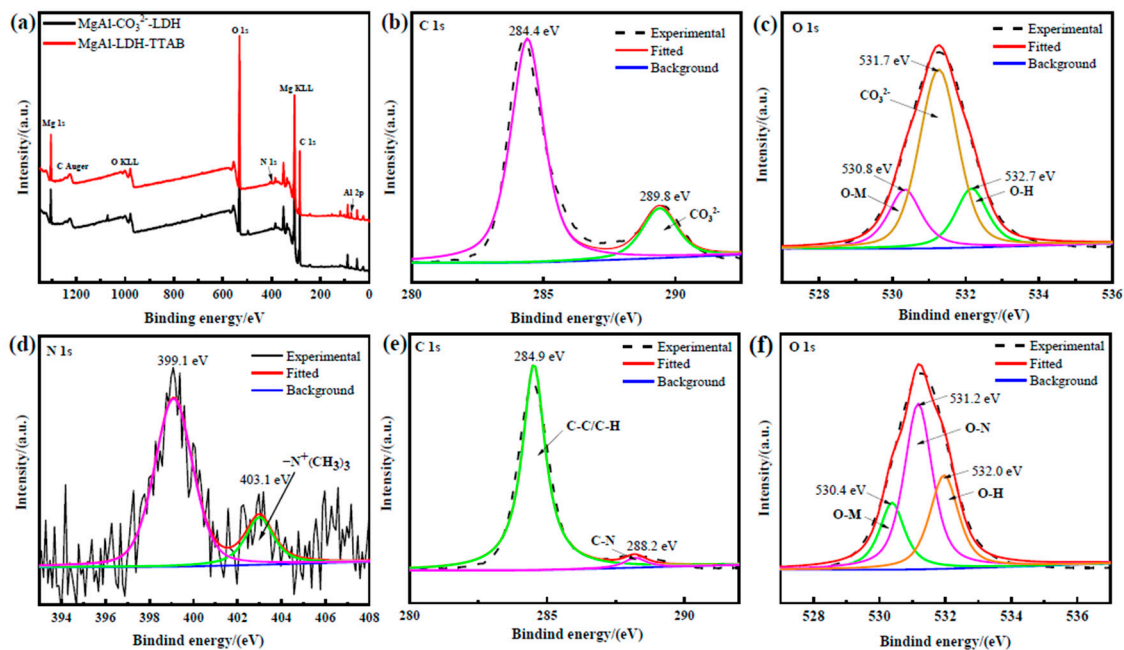 (a)
MgAl-CO₃²⁻-LDH
MgAl-LDH-TTAB
O 1s
Mg KLL
Mg 1s
C Auger
O KLL
N 1s
C 1s
Al 2p
Intensity/(a.u.)
1200 1000 800 600 400 200 0
Binding energy/eV
(b)
C 1s
284.4 eV
Experimental
Fitted
Background
289.8 eV
CO₃²⁻
Intensity/(a.u.)
280 285 290
Bindind energy/(eV)
(c)
O 1s
Experimental
Fitted
Background
531.7 eV
CO₃²⁻
530.8 eV
O-M
532.7 eV
O-H
Intensity/(a.u.)
528 530 532 534 536
Bindind energy/(eV)
(d)
N 1s
399.1 eV
Experimental
Fitted
Background
−N⁺(CH₃)₃
403.1 eV
Intensity/(a.u.)
394 396 398 400 402 404 406 408
Bindind energy/(eV)
(e)
C 1s
284.9 eV
Experimental
Fitted
Background
C-C/C-H
C-N
288.2 eV
Intensity/(a.u.)
280 285 290
Bindind energy/(eV)
(f)
O 1s
Experimental
Fitted
Background
531.2 eV
O-N
532.0 eV
530.4 eV
O-H
O-M
Intensity/(a.u.)
528 530 532 534 536
Bindind energy/(eV)